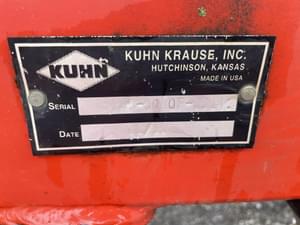 KUHN
KUHN KRAUSE, INC.
HUTCHINSON, KANSAS
MADE IN USA
SERIAL
DATE